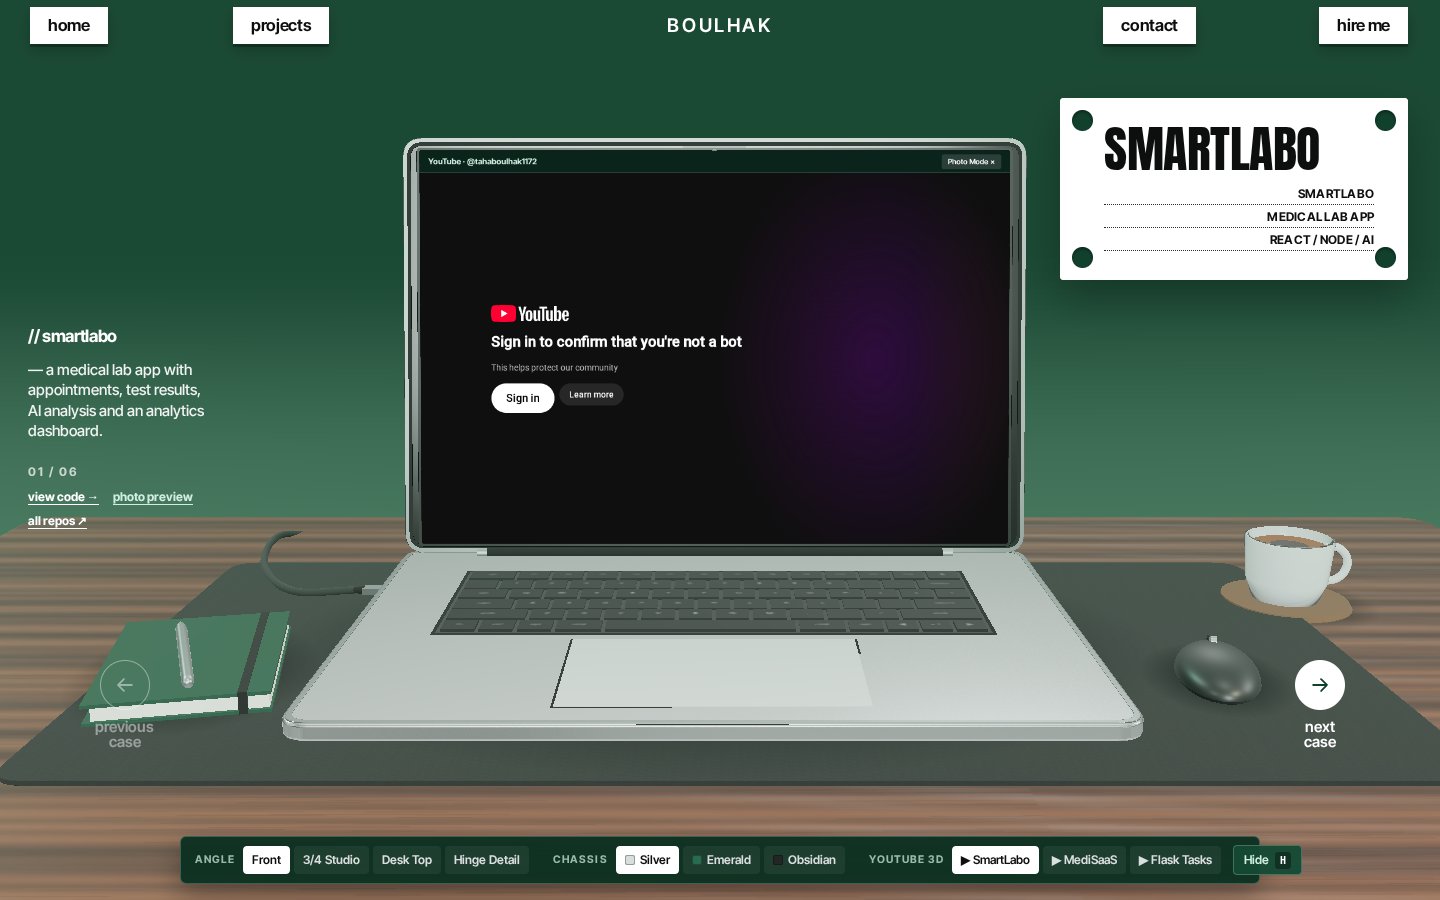 home
projects
BOULHAK
contact
hire me
SMARTLABO
SMARTLABO
MEDICAL LAB APP
REACT / NODE / AI
YouTube · @tahaboulhak1172
Photo Mode ×
YouTube
Sign in to confirm that you're not a bot
This helps protect our community
Sign in
Learn more
// smartlabo
— a medical lab app with
appointments, test results,
AI analysis and an analytics
dashboard.
01 / 06
view code →
photo preview
all repos ↗
previous
case
next
case
ANGLE
Front
3/4 Studio
Desk Top
Hinge Detail
CHASSIS
Silver
Emerald
Obsidian
YOUTUBE 3D
▶ SmartLabo
▶ MediSaaS
▶ Flask Tasks
Hide H